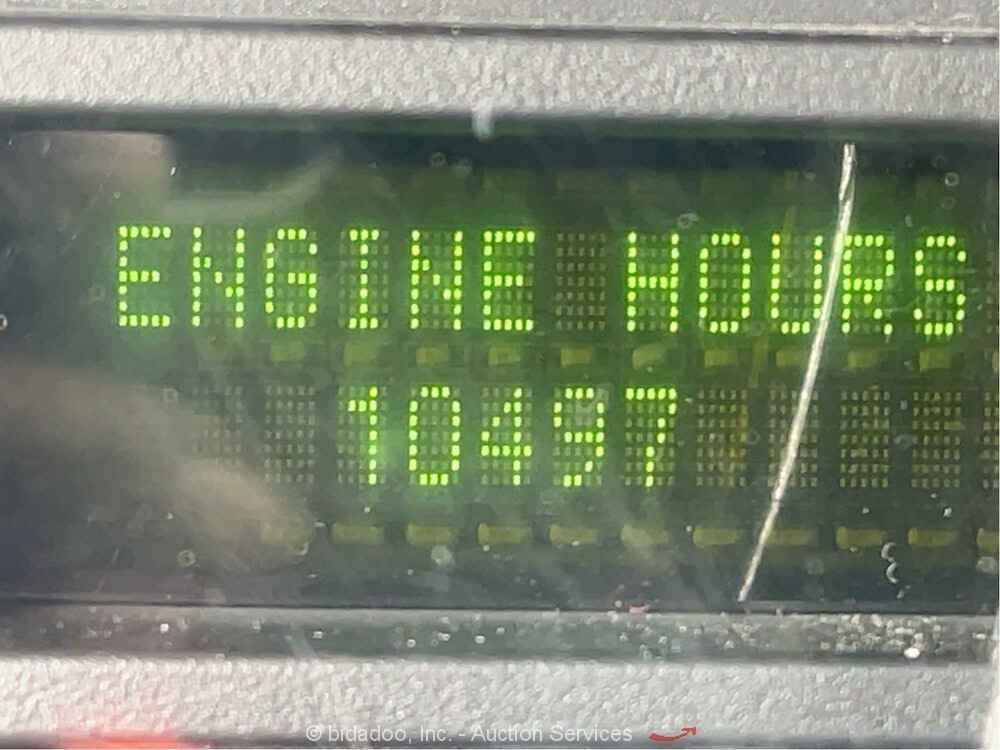 ENGINE HOURS
10497
© bidadoo, Inc. - Auction Services